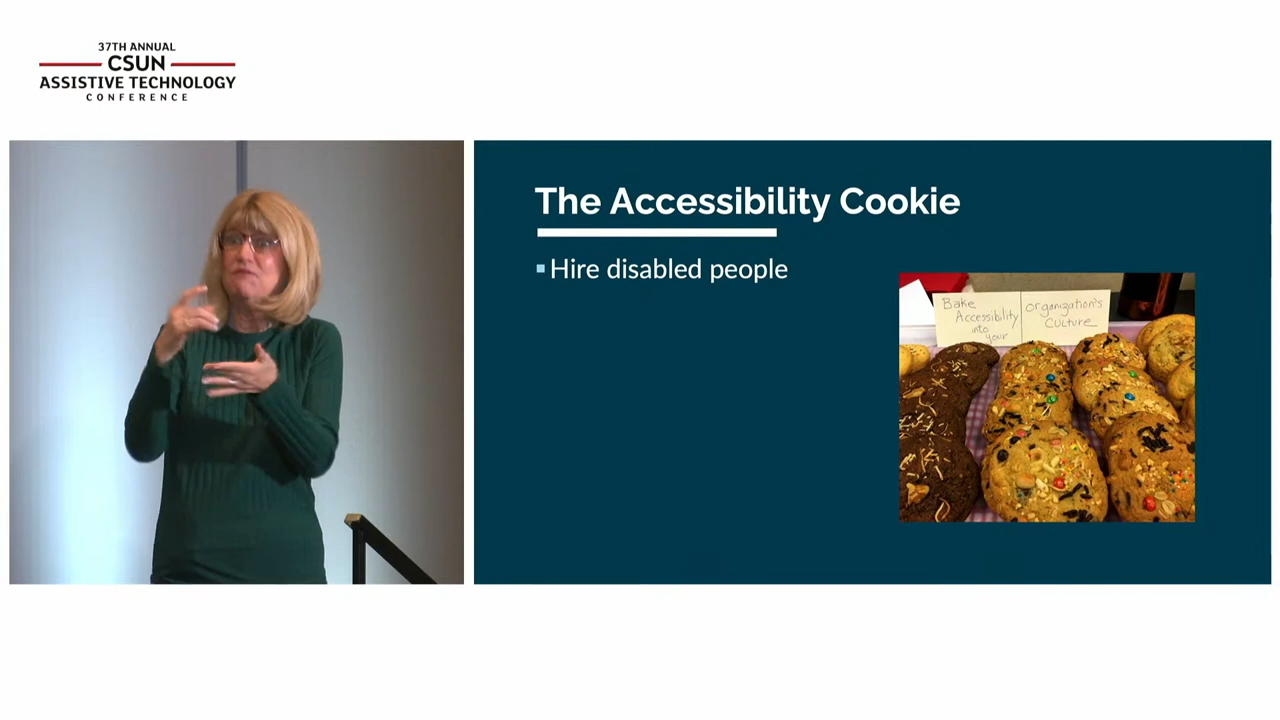 37TH ANNUAL
CSUN
ASSISTIVE TECHNOLOGY
CONFERENCE
The Accessibility Cookie
Hire disabled people
Bake
Accessibility
into
your
organization's
Culture